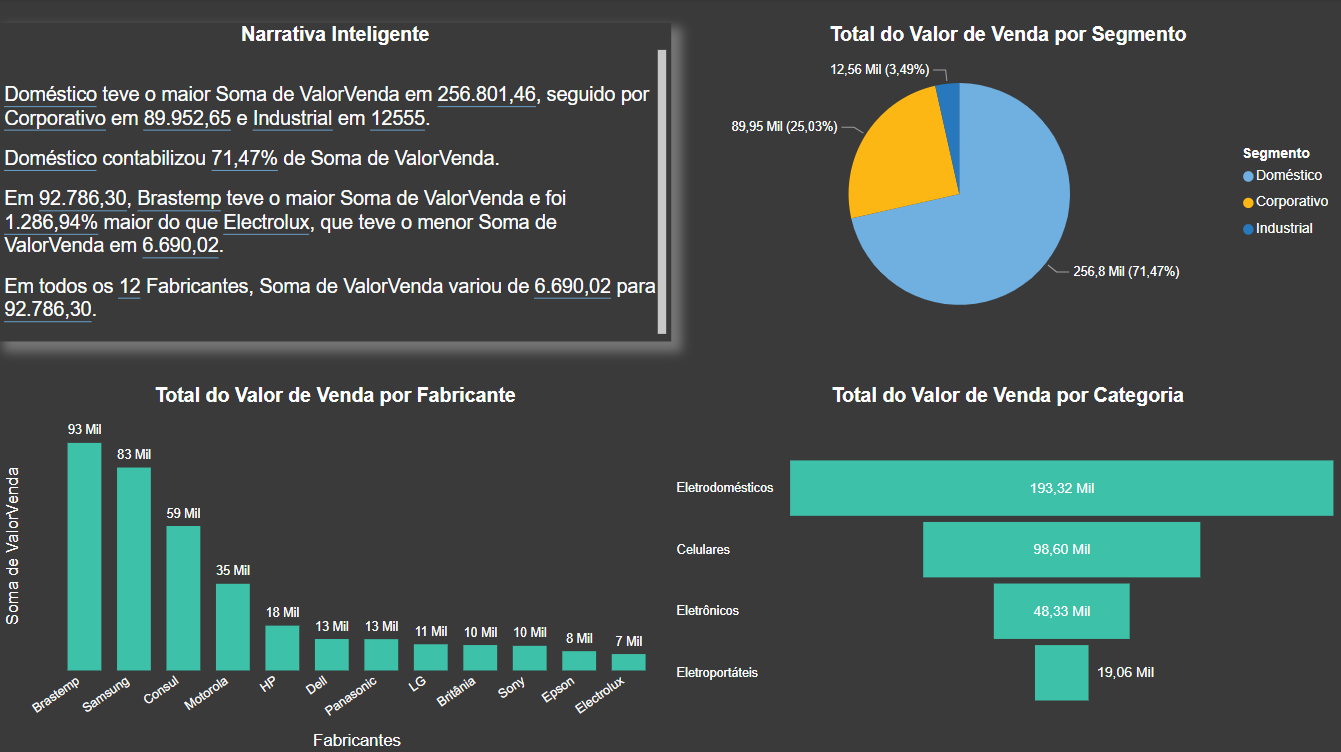 Narrativa Inteligente
Doméstico teve o maior Soma de ValorVenda em 256.801,46, seguido por
Corporativo em 89.952,65 e Industrial em 12555.
Doméstico contabilizou 71,47% de Soma de ValorVenda.
Em 92.786,30, Brastemp teve o maior Soma de ValorVenda e foi
1.286,94% maior do que Electrolux, que teve o menor Soma de
ValorVenda em 6.690,02.
Em todos os 12 Fabricantes, Soma de ValorVenda variou de 6.690,02 para
92.786,30.
Total do Valor de Venda por Segmento
12,56 Mil (3,49%)
89,95 Mil (25,03%)
256,8 Mil (71,47%)
Segmento
Doméstico
Corporativo
Industrial
Total do Valor de Venda por Fabricante
Soma de ValorVenda
93 Mil
83 Mil
59 Mil
35 Mil
18 Mil
13 Mil
13 Mil
11 Mil
10 Mil
10 Mil
8 Mil
7 Mil
Brastemp
Samsung
Consul
Motorola
HP
Dell
Panasonic
LG
Britânia
Sony
Epson
Electrolux
Fabricantes
Total do Valor de Venda por Categoria
Eletrodomésticos
193,32 Mil
Celulares
98,60 Mil
Eletrônicos
48,33 Mil
Eletroportáteis
19,06 Mil